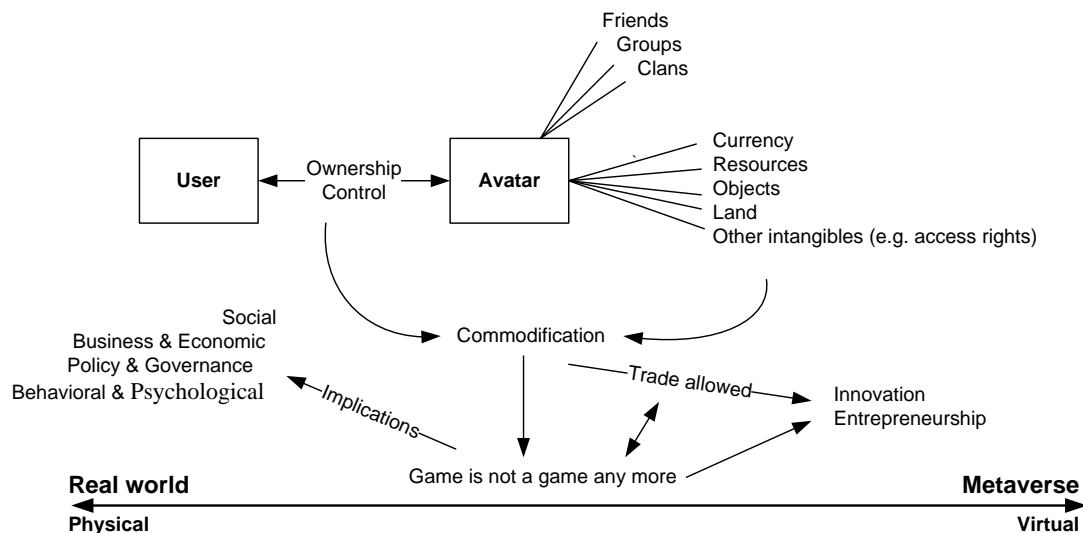 Friends
Groups
Clans
User
Ownership
Control
Avatar
Currency
Resources
Objects
Land
Other intangibles (e.g. access rights)
Social
Business & Economic
Policy & Governance
Behavioral & Psychological
Commodification
Implications
Trade allowed
Innovation
Entrepreneurship
Game is not a game any more
Real world
Metaverse
Physical
Virtual